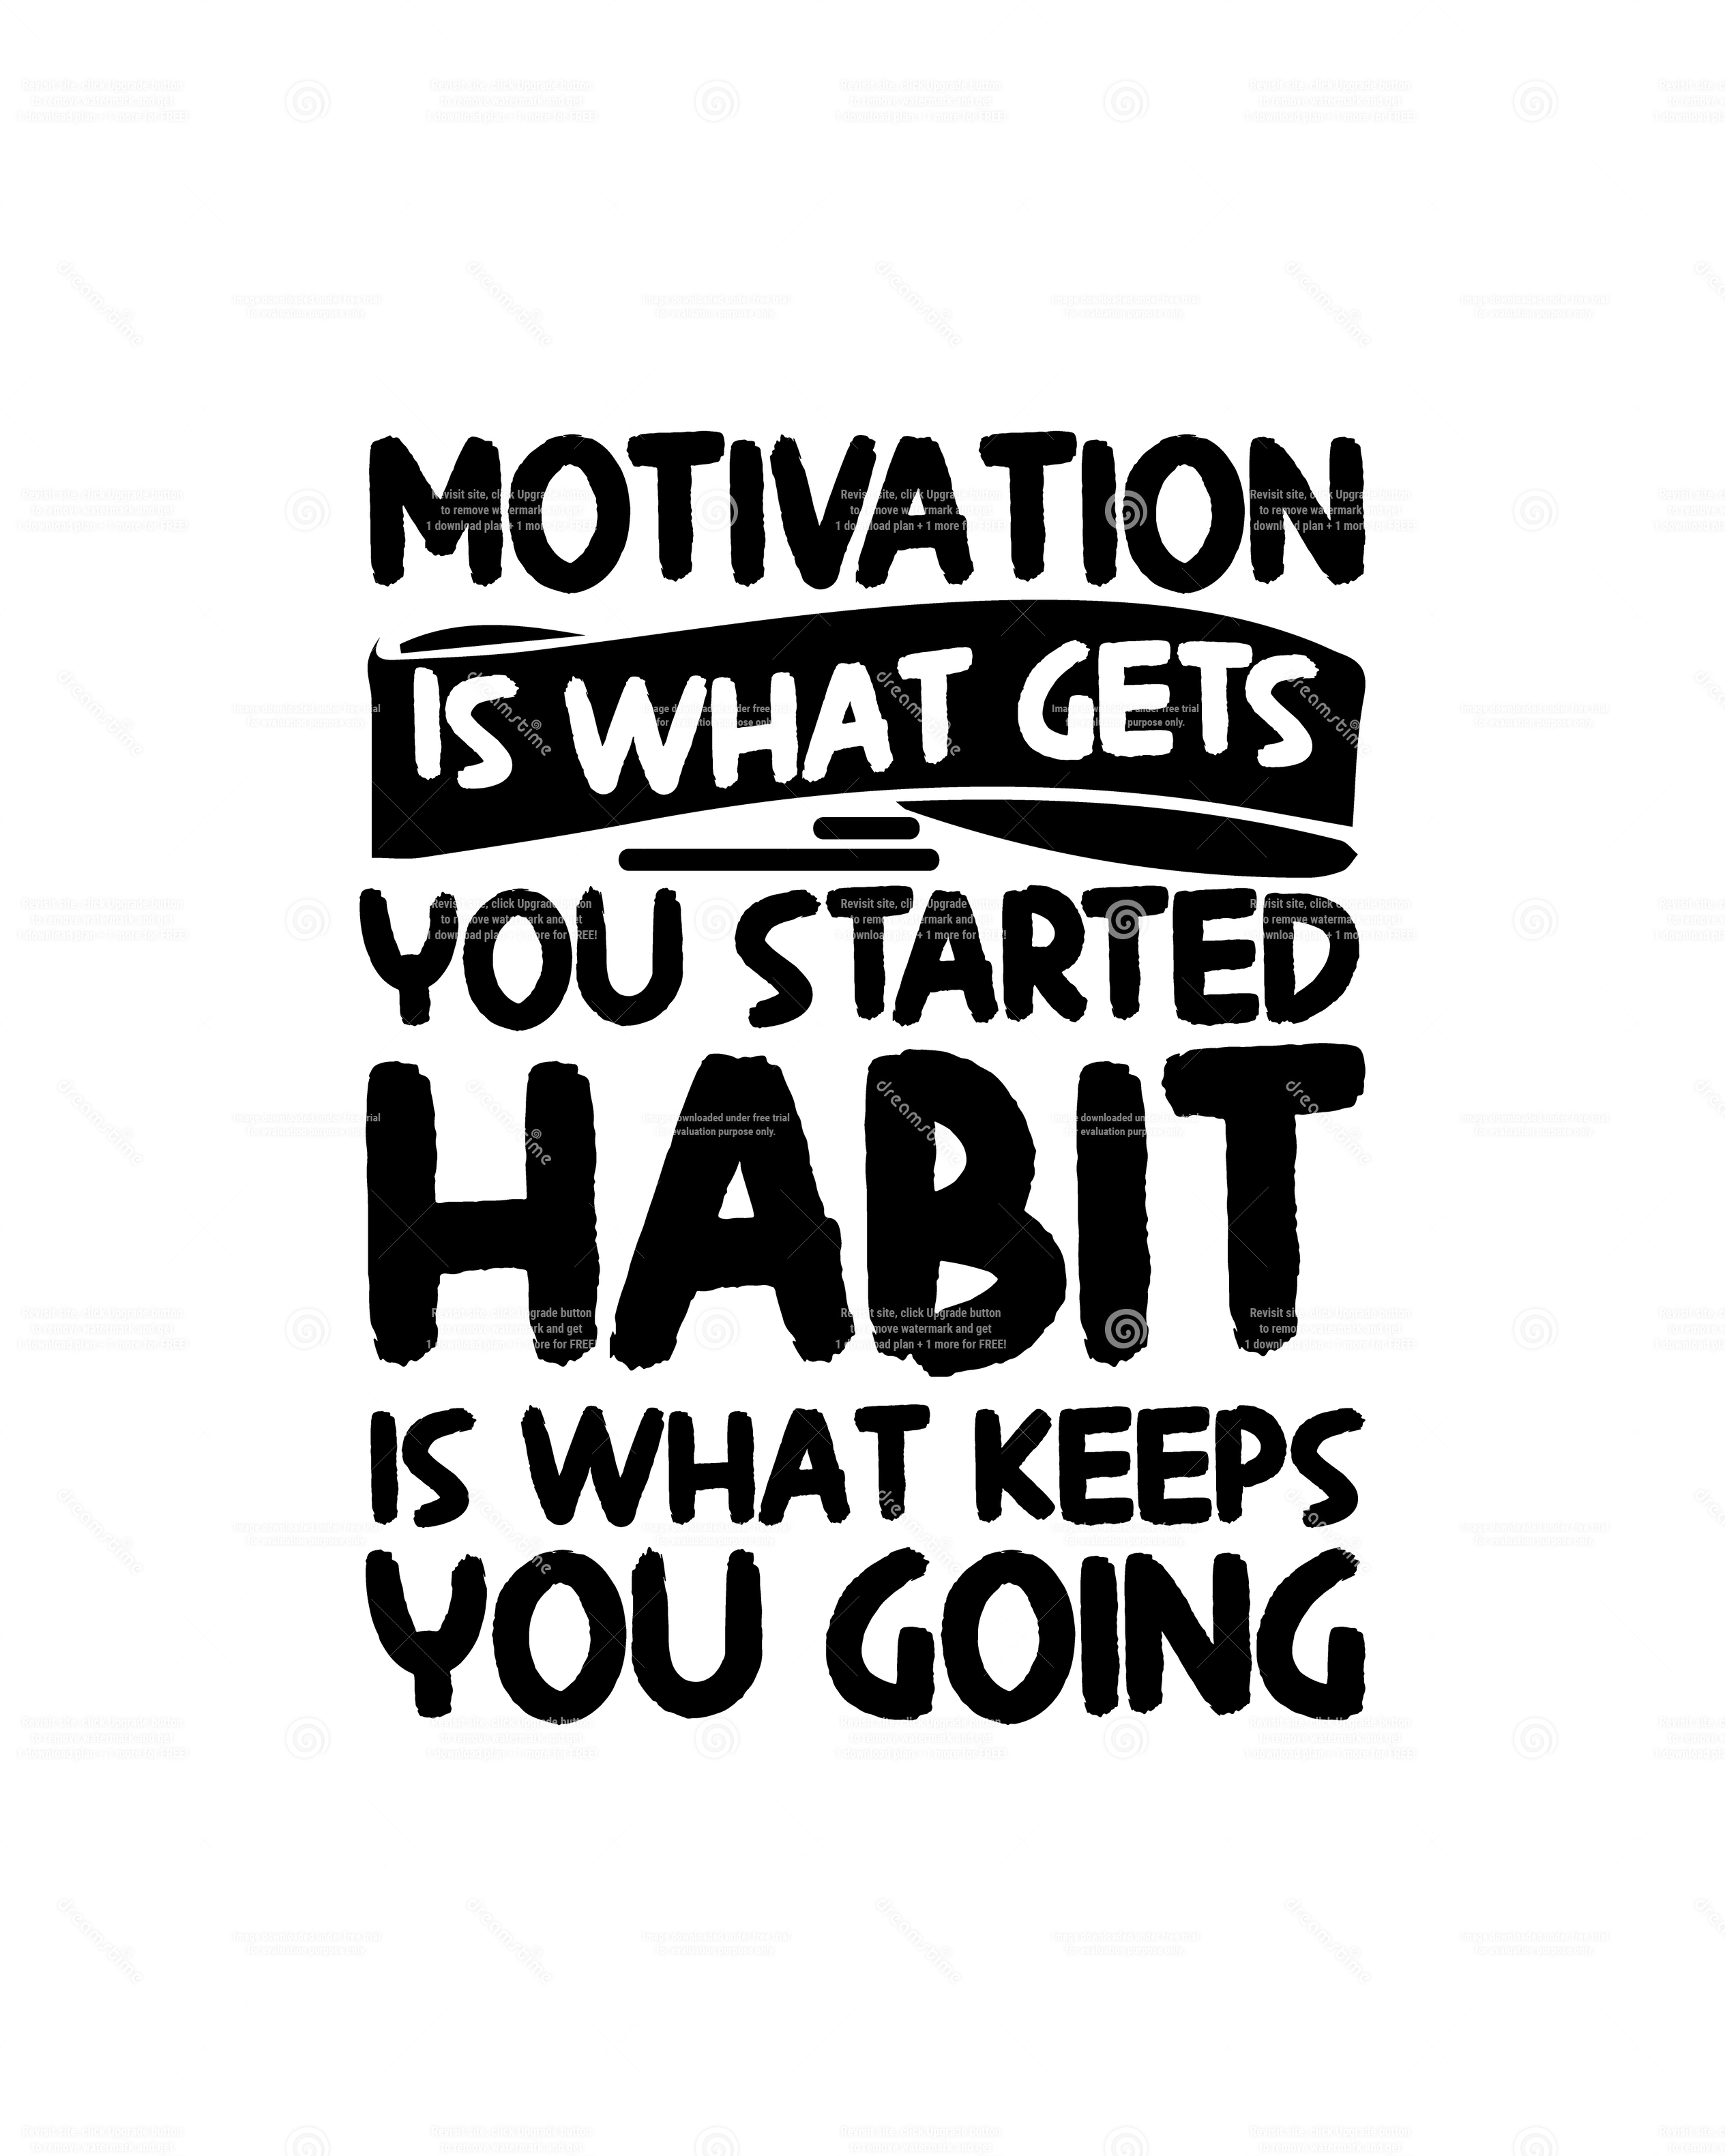 MOTIVATION
IS WHAT GETS
YOU STARTED
HABIT
IS WHAT KEEPS
YOU GOING
Revisit site, click Upgrade button
to remove watermark and get
1 download plan + 1 more for FREE!
dreamstime
Image downloaded under free trial
for evaluation purpose only.